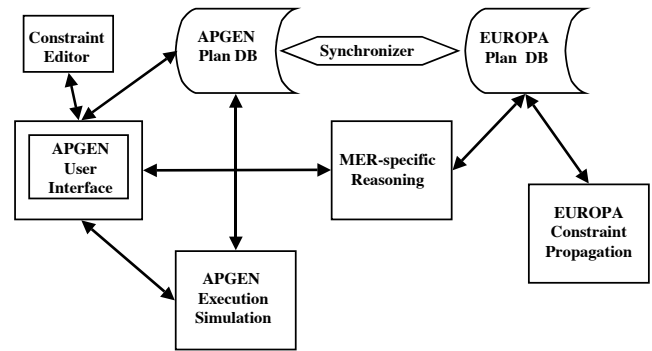 Constraint
Editor
APGEN
Plan DB
Synchronizer
EUROPA
Plan DB
APGEN
User
Interface
MER-specific
Reasoning
EUROPA
Constraint
Propagation
APGEN
Execution
Simulation